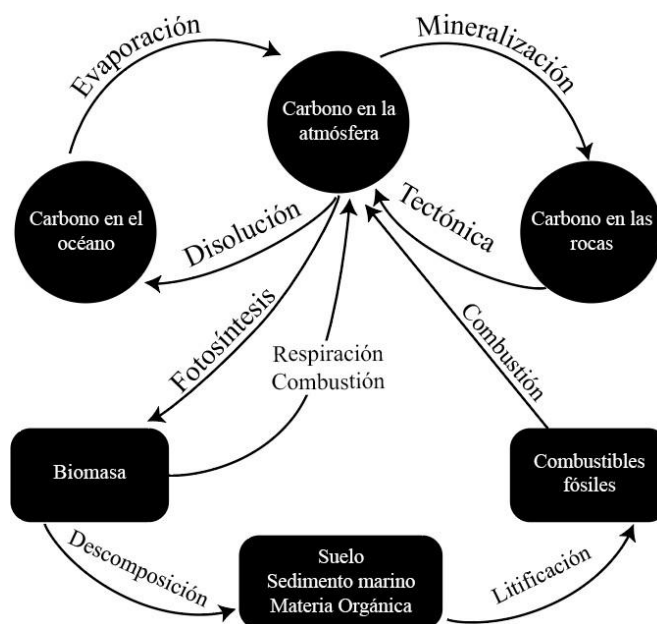 Evaporación
Mineralización
Carbono en la
atmósfera
Carbono en el
océano
Disolución
Tectónica
Carbono en las
rocas
Fotosíntesis
Respiración
Combustión
Combustión
Biomasa
Combustibles
fósiles
Descomposición
Suelo
Sedimento marino
Materia Orgánica
Litificación